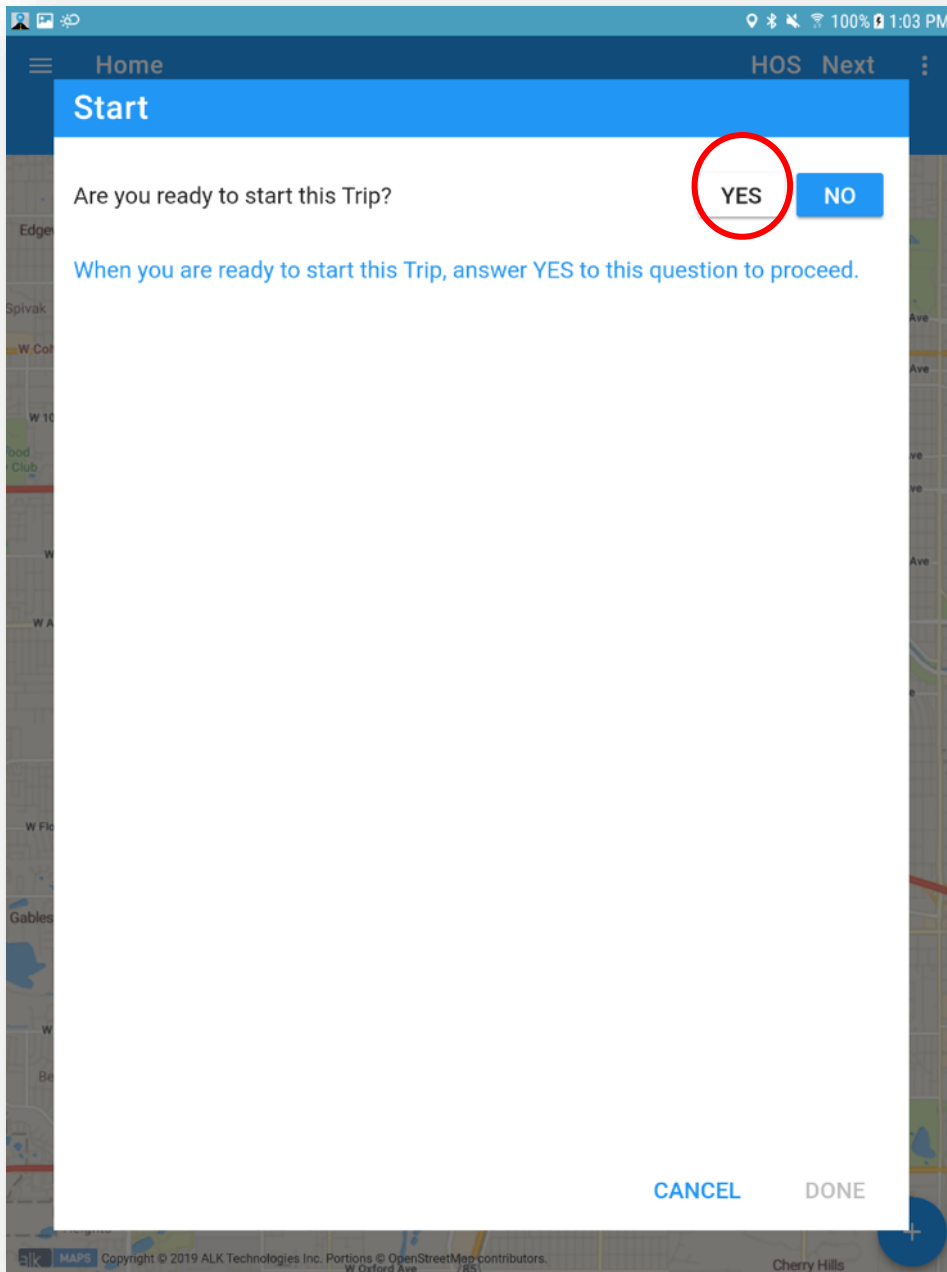 100% 1:03 PM
Home HOS Next
Start
Are you ready to start this Trip? YES NO
When you are ready to start this Trip, answer YES to this question to proceed.
Edge
Spivak
W Col
W 10
ood
Club
W
W A
W Flo
Gables
W
Be
Ave
Ave
ve
ve
Ave
e
CANCEL DONE
Heights
alk MAPS Copyright © 2019 ALK Technologies Inc. Portions © OpenStreetMap contributors.
W Oxford Ave
85
Cherry Hills